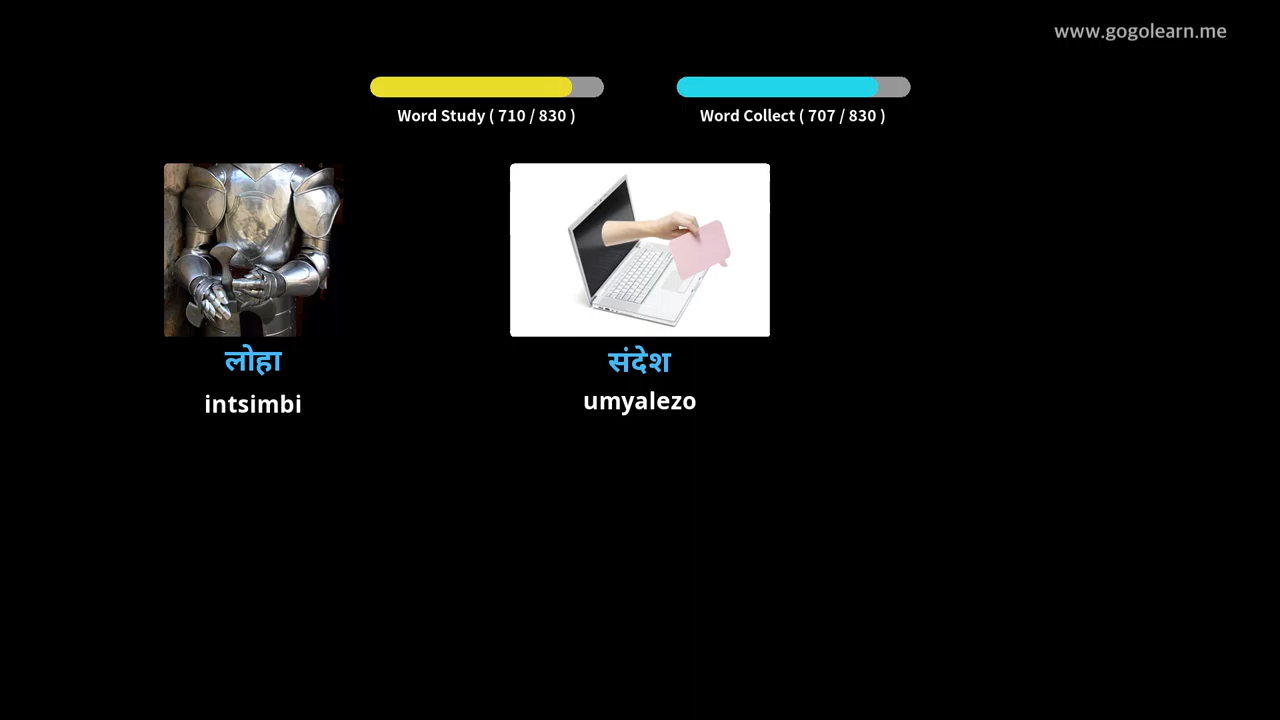 www.gogolearn.me
Word Study ( 710 / 830 )
Word Collect ( 707 / 830 )
लोहा
intsimbi
संदेश
umyalezo